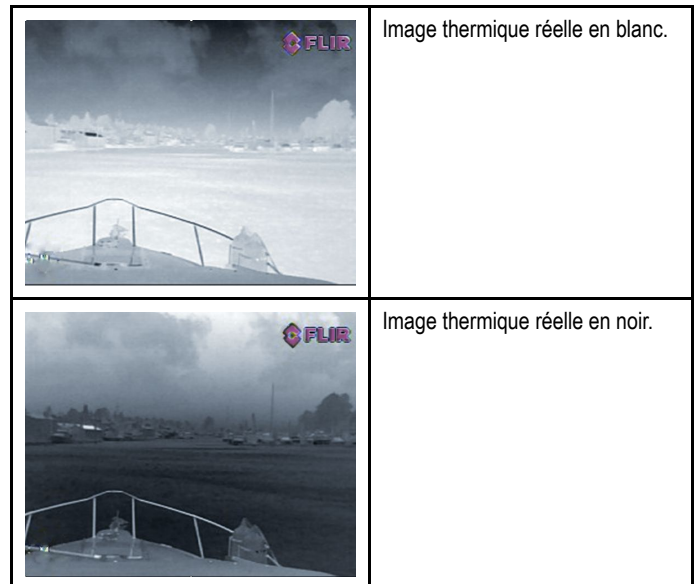 FLIR
Image thermique réelle en blanc.
FLIR
Image thermique réelle en noir.